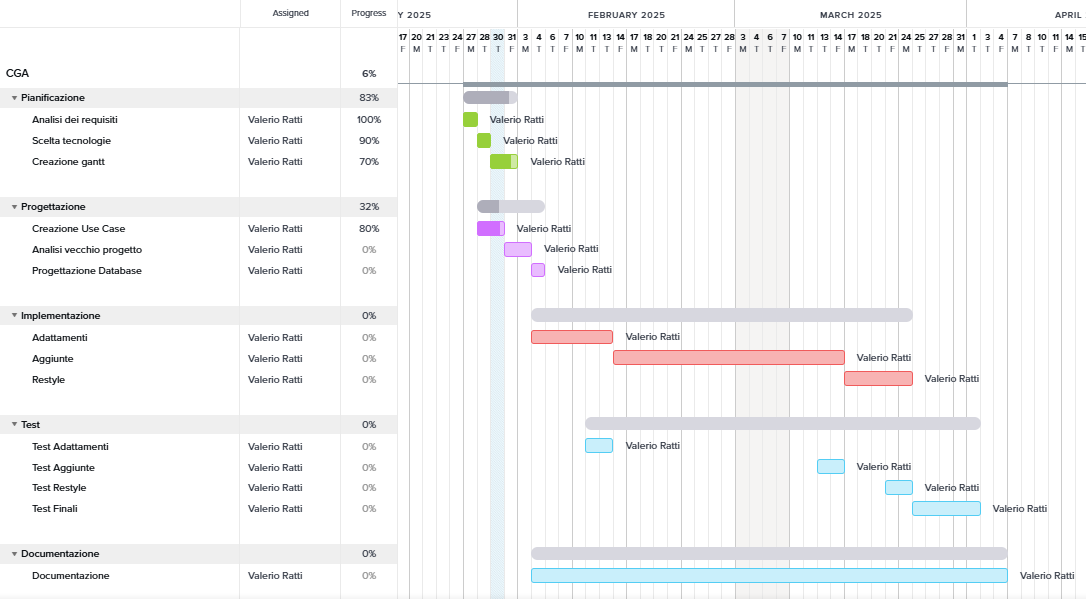 Assigned Progress Y 2025 FEBRUARY 2025 MARCH 2025 APRIL
17 20 21 23 24 27 28 30 31 3 4 6 7 10 11 13 14 17 18 20 21 24 25 27 28 3 4 6 7 10 11 13 14 17 18 20 21 24 25 27 28 31 1 3 4 7 8 10 11 14 15
F M T T F M T T F M T T F M T T F M T T F M T T F M T T F M T T F M T T F M T T F M T T F M T T F M T
CGA 6%
Pianificazione 83%
Analisi dei requisiti Valerio Ratti 100% Valerio Ratti
Scelta tecnologie Valerio Ratti 90% Valerio Ratti
Creazione gantt Valerio Ratti 70% Valerio Ratti
Progettazione 32%
Creazione Use Case Valerio Ratti 80% Valerio Ratti
Analisi vecchio progetto Valerio Ratti 0% Valerio Ratti
Progettazione Database Valerio Ratti 0% Valerio Ratti
Implementazione 0%
Adattamenti Valerio Ratti 0% Valerio Ratti
Aggiunte Valerio Ratti 0% Valerio Ratti
Restyle Valerio Ratti 0% Valerio Ratti
Test 0%
Test Adattamenti Valerio Ratti 0% Valerio Ratti
Test Aggiunte Valerio Ratti 0% Valerio Ratti
Test Restyle Valerio Ratti 0% Valerio Ratti
Test Finali Valerio Ratti 0% Valerio Ratti
Documentazione 0%
Documentazione Valerio Ratti 0% Valerio Ratti